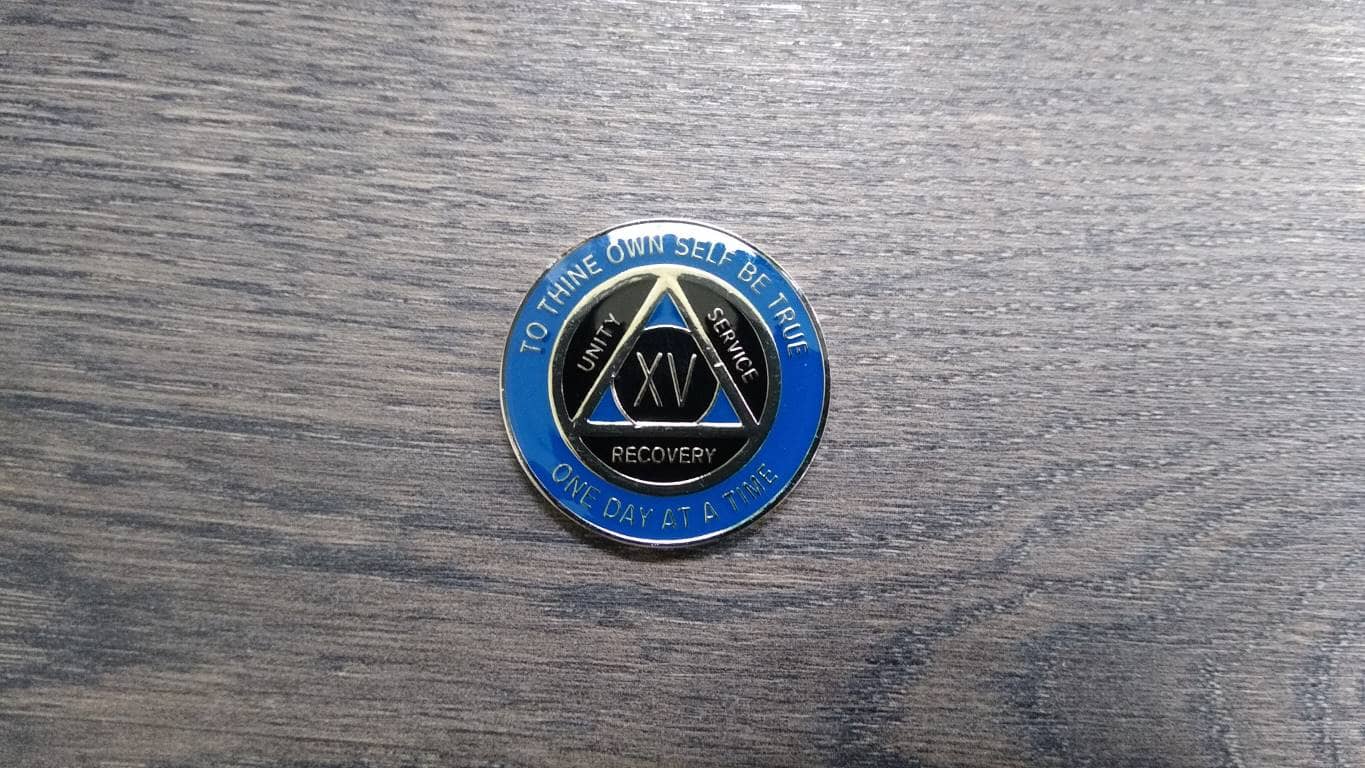 TO THINE OWN SELF BE TRUE
UNITY
SERVICE
XV
RECOVERY
ONE DAY AT A TIME